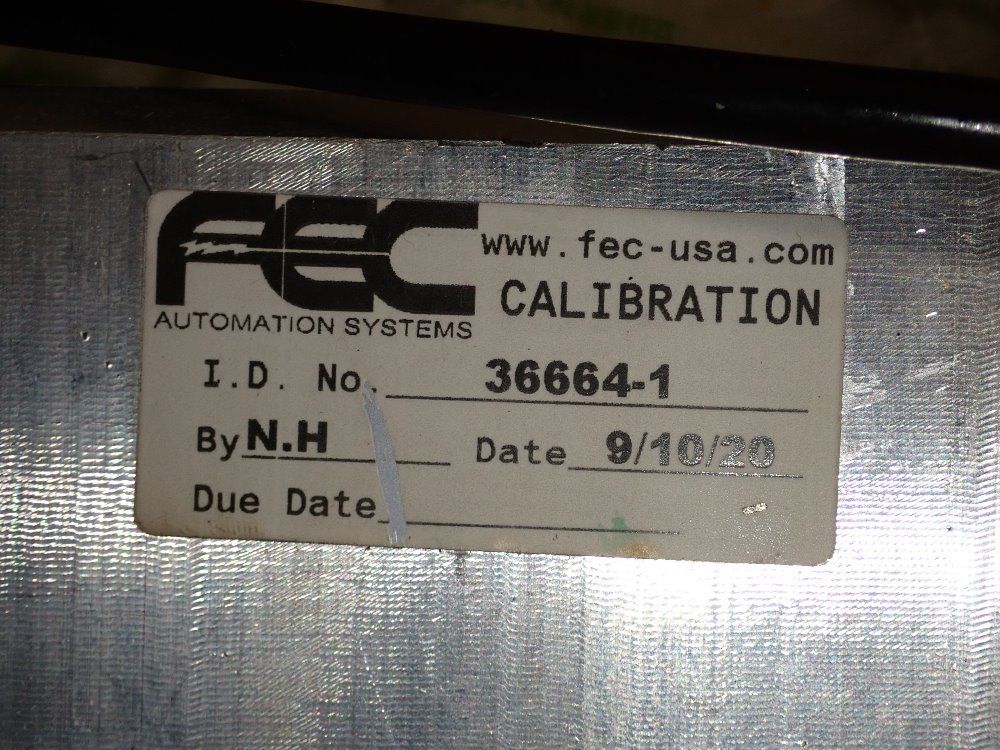 FEC
AUTOMATION SYSTEMS
www.fec-usa.com
CALIBRATION
I.D. No. 36664-1
By N.H Date 9/10/20
Due Date